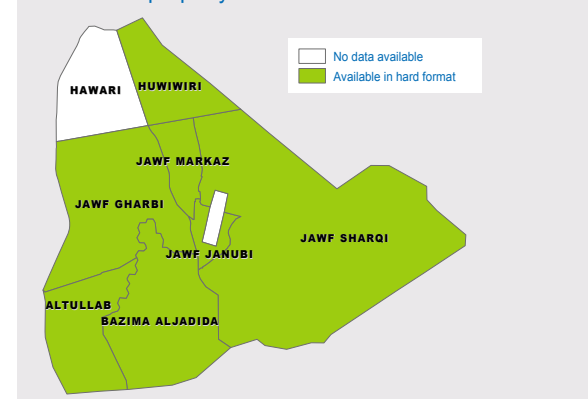 No data available
Available in hard format
HAWARI
HUWIWIRI
JAWF MARKAZ
JAWF GHARBI
JAWF SHARQI
JAWF JANUBI
ALTULLAB
BAZIMA ALJADIDA